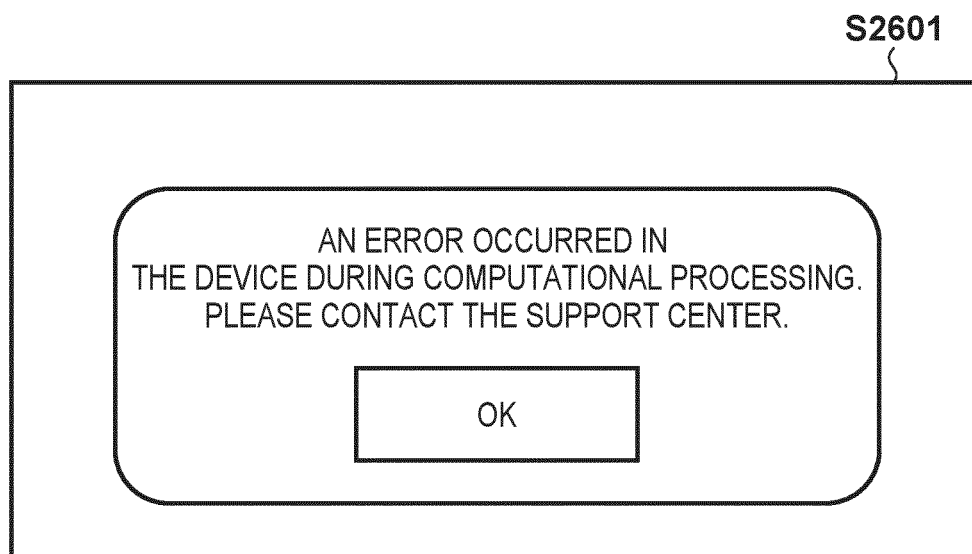 S2601
AN ERROR OCCURRED IN
THE DEVICE DURING COMPUTATIONAL PROCESSING.
PLEASE CONTACT THE SUPPORT CENTER.
OK